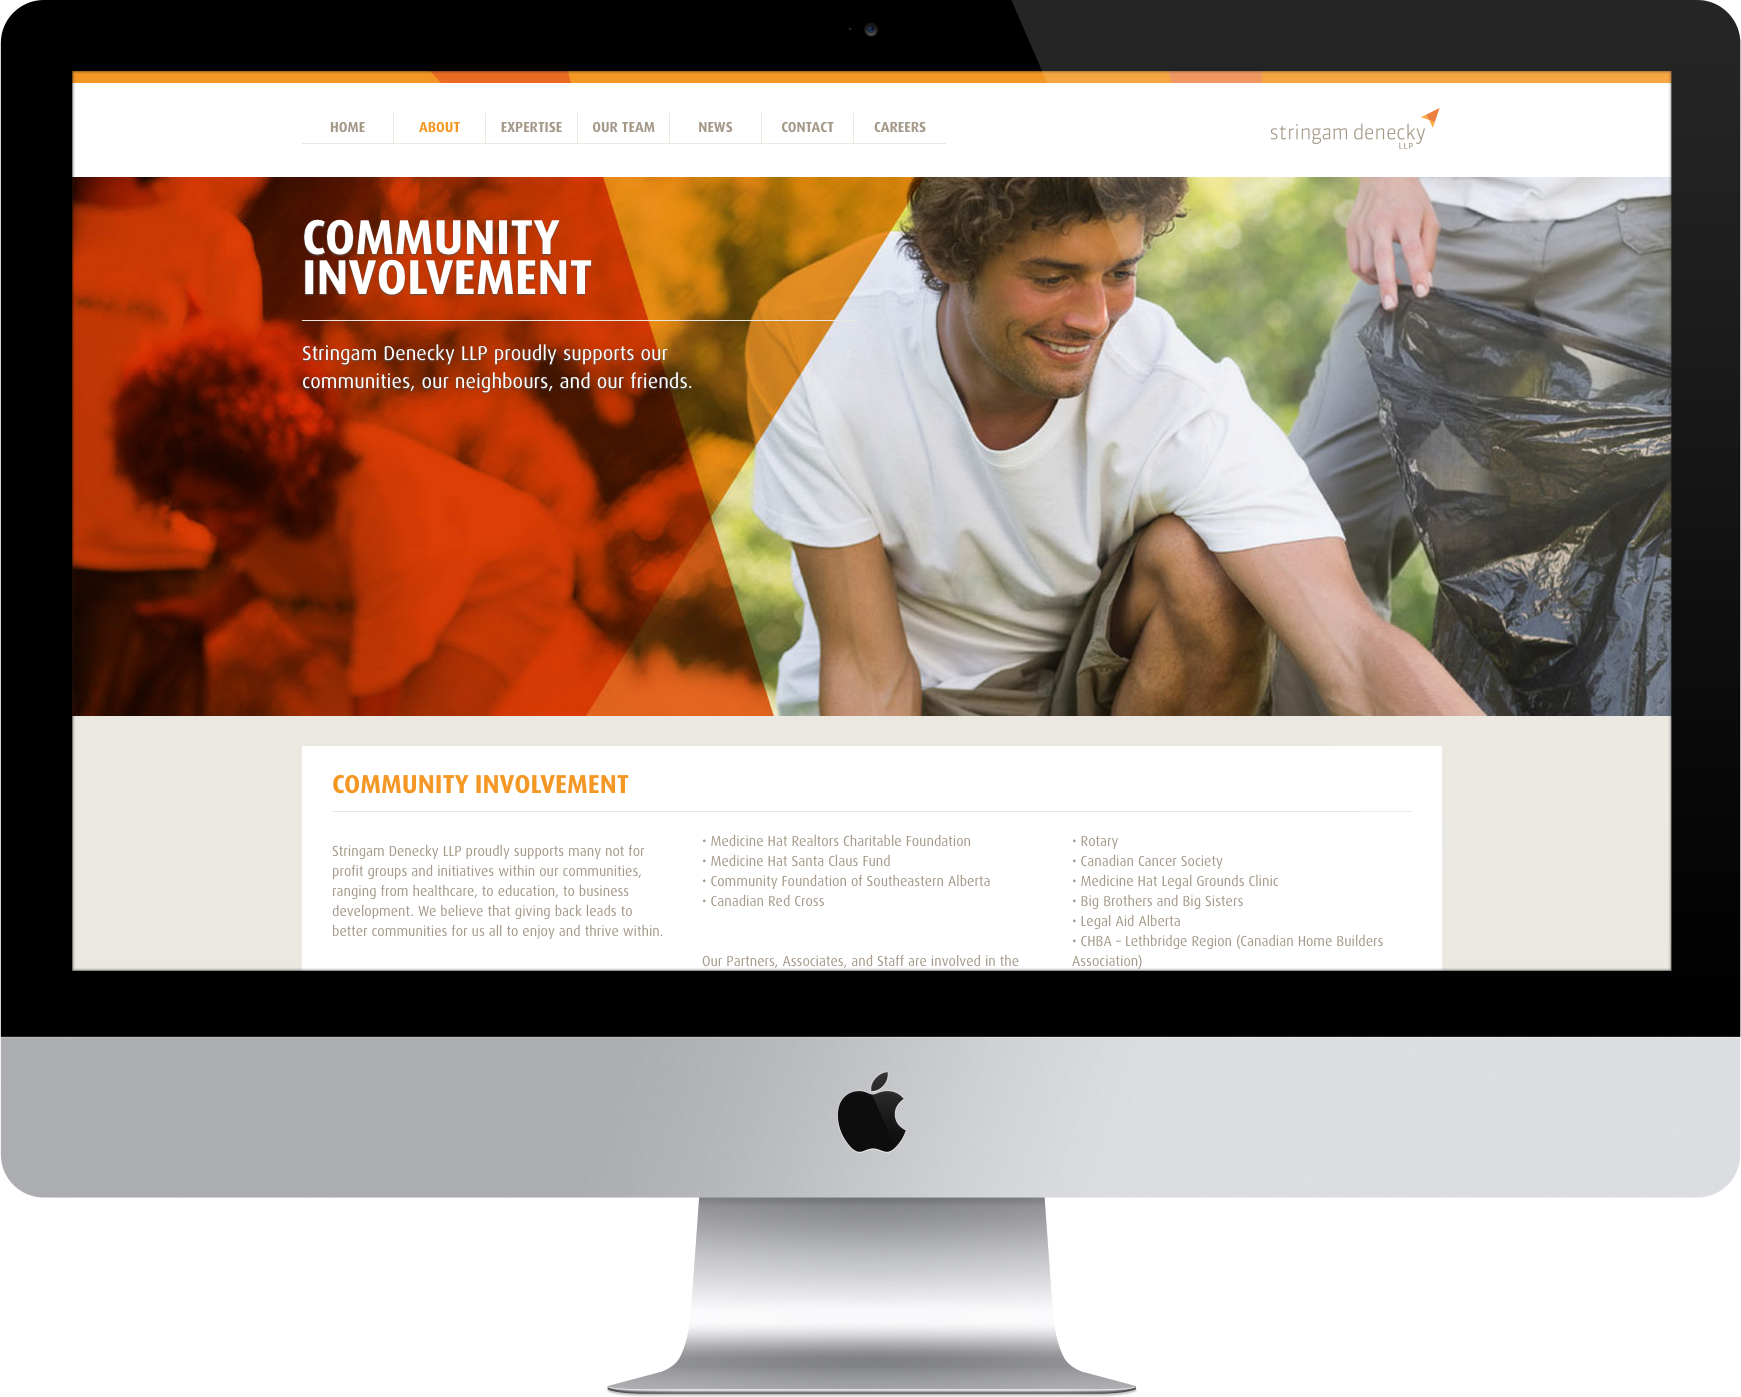 HOME ABOUT EXPERTISE OUR TEAM NEWS CONTACT CAREERS
stringam denecky
LLP
COMMUNITY
INVOLVEMENT
Stringam Denecky LLP proudly supports our
communities, our neighbours, and our friends.
COMMUNITY INVOLVEMENT
Stringam Denecky LLP proudly supports many not for
profit groups and initiatives within our communities,
ranging from healthcare, to education, to business
development. We believe that giving back leads to
better communities for us all to enjoy and thrive within.
• Medicine Hat Realtors Charitable Foundation
• Medicine Hat Santa Claus Fund
• Community Foundation of Southeastern Alberta
• Canadian Red Cross
Our Partners, Associates, and Staff are involved in the
• Rotary
• Canadian Cancer Society
• Medicine Hat Legal Grounds Clinic
• Big Brothers and Big Sisters
• Legal Aid Alberta
• CHBA – Lethbridge Region (Canadian Home Builders
Association)